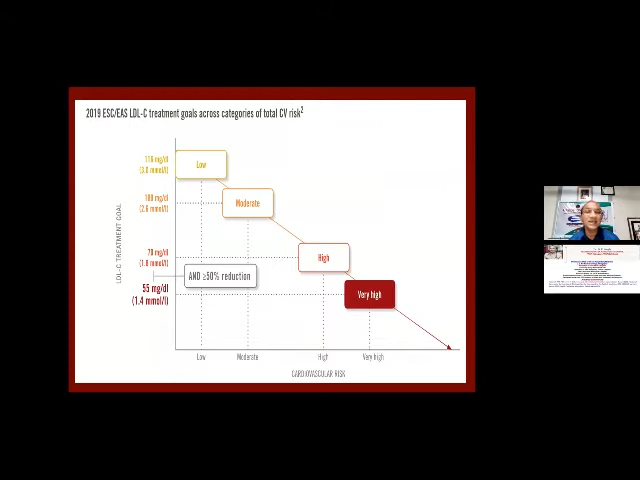 2019 ESC/EAS LDL-C treatment goals across categories of total CV risk²
116 mg/dl
(3.0 mmol/l)
Low
100 mg/dl
(2.6 mmol/l)
Moderate
70 mg/dl
(1.8 mmol/l)
High
AND ≥50% reduction
55 mg/dl
(1.4 mmol/l)
Very high
LDL-C TREATMENT GOAL
Low
Moderate
High
Very high
CARDIOVASCULAR RISK